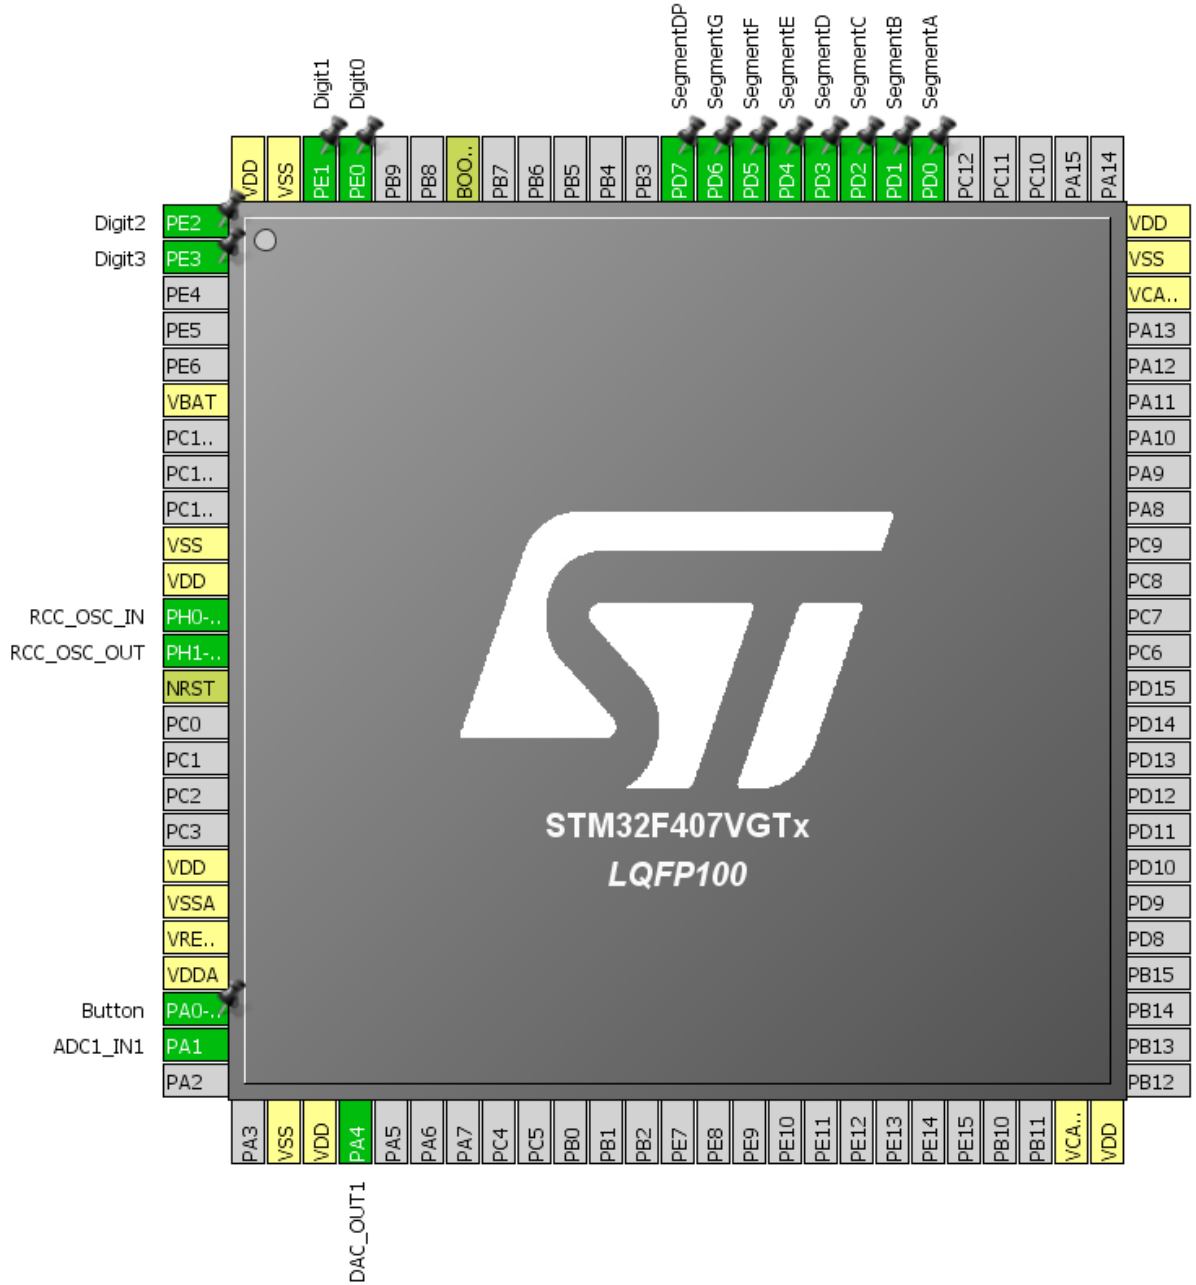 SegmentDP
SegmentG
SegmentF
SegmentE
SegmentD
SegmentC
SegmentB
SegmentA
Digit1
Digit0
VDD
VSS
PE1
PE0
PB9
PB8
BOO..
PB7
PB6
PB5
PB4
PB3
PD7
PD6
PD5
PD4
PD3
PD2
PD1
PD0
PC12
PC11
PC10
PA15
PA14
Digit2 PE2
Digit3 PE3
PE4
PE5
PE6
VBAT
PC1..
PC1..
PC1..
VSS
VDD
RCC_OSC_IN PH0-..
RCC_OSC_OUT PH1-..
NRST
PC0
PC1
PC2
PC3
VDD
VSSA
VRE..
VDDA
Button PA0-..
ADC1_IN1 PA1
PA2
ST
STM32F407VGTx
LQFP100
VDD
VSS
VCA..
PA13
PA12
PA11
PA10
PA9
PA8
PC9
PC8
PC7
PC6
PD15
PD14
PD13
PD12
PD11
PD10
PD9
PD8
PB15
PB14
PB13
PB12
PA3
VSS
VDD
PA4
PA5
PA6
PA7
PC4
PC5
PB0
PB1
PB2
PE7
PE8
PE9
PE10
PE11
PE12
PE13
PE14
PE15
PB10
PB11
VCA..
VDD
DAC_OUT1